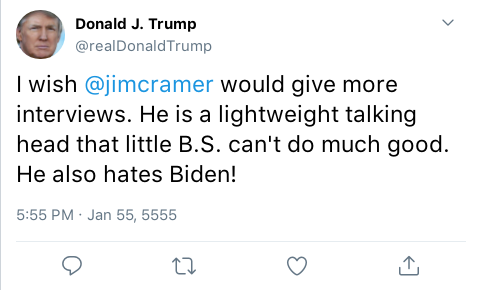 Donald J. Trump
@realDonaldTrump
I wish @jimcramer would give more
interviews. He is a lightweight talking
head that little B.S. can't do much good.
He also hates Biden!
5:55 PM · Jan 55, 5555